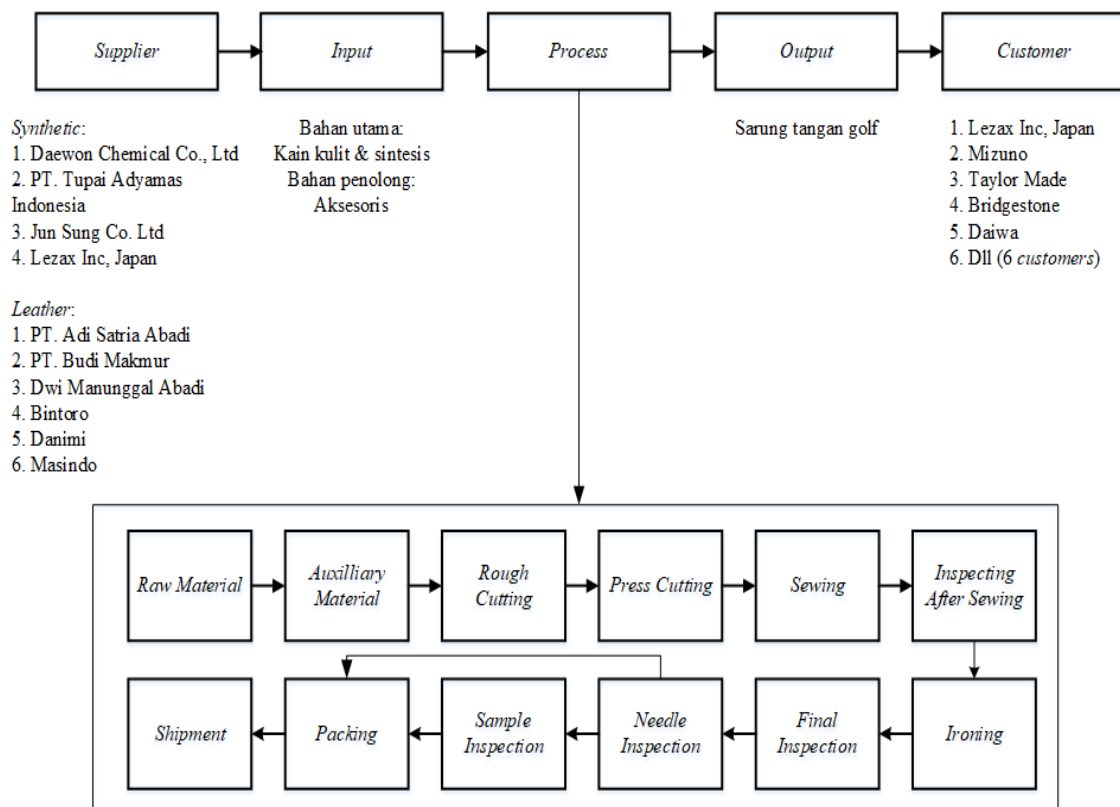 Supplier
Input
Process
Output
Customer
Synthetic:
1. Daewon Chemical Co., Ltd
2. PT. Tupai Adyamas
Indonesia
3. Jun Sung Co. Ltd
4. Lezax Inc, Japan
Leather:
1. PT. Adi Satria Abadi
2. PT. Budi Makmur
3. Dwi Manunggal Abadi
4. Bintoro
5. Danimi
6. Masindo
Bahan utama:
Kain kulit & sintesis
Bahan penolong:
Aksesoris
Sarung tangan golf
1. Lezax Inc, Japan
2. Mizuno
3. Taylor Made
4. Bridgestone
5. Daiwa
6. Dll (6 customers)
Raw Material
Auxilliary
Material
Rough
Cutting
Press Cutting
Sewing
Inspecting
After Sewing
Shipment
Packing
Sample
Inspection
Needle
Inspection
Final
Inspection
Ironing